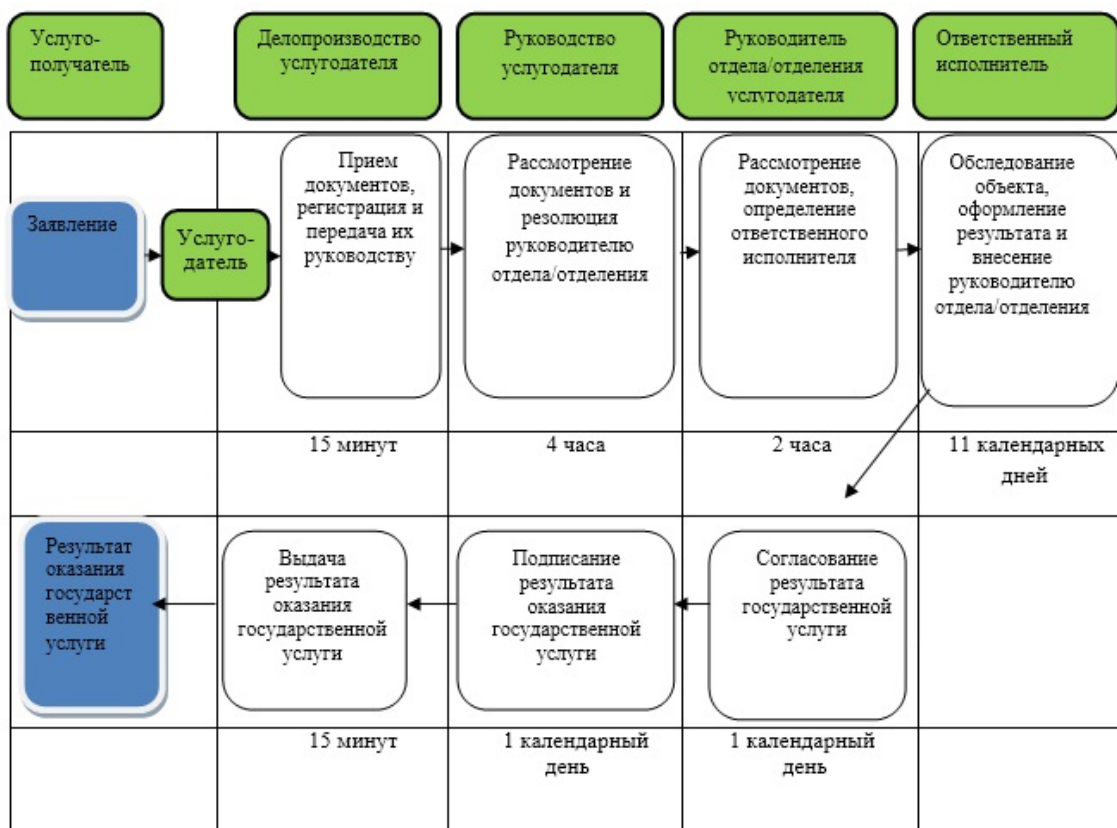 Услуго-
получатель
Делопроизводство
услугодателя
Руководство
услугодателя
Руководитель
отдела/отделения
услугодателя
Ответственный
исполнитель
Заявление
Услуго-
датель
Прием
документов,
регистрация и
передача их
руководству
Рассмотрение
документов и
резолюция
руководителю
отдела/отделения
Рассмотрение
документов,
определение
ответственного
исполнителя
Обследование
объекта,
оформление
результата и
внесение
руководителю
отдела/отделения
15 минут
4 часа
2 часа
11 календарных
дней
Результат
оказания
государст
венной
услуги
Выдача
результата
оказания
государственной
услуги
Подписание
результата
оказания
государственной
услуги
Согласование
результата
государственной
услуги
15 минут
1 календарный
день
1 календарный
день